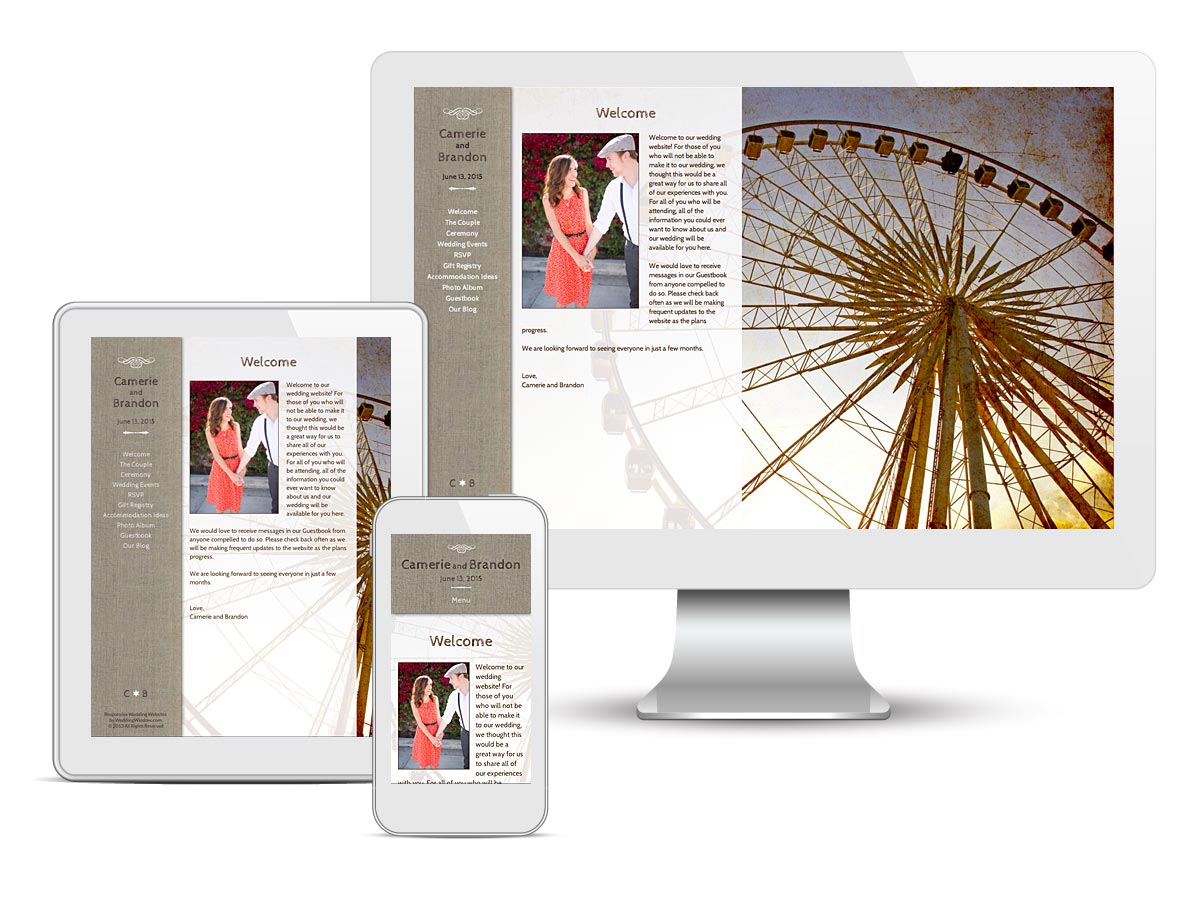 Camerie
and
Brandon
June 13, 2015
Welcome
The Couple
Ceremony
Wedding Events
RSVP
Gift Registry
Accommodation Ideas
Photo Album
Guestbook
Our Blog
C ✶ B
Welcome
Welcome to our wedding
website! For those of you
who will not be able to
make it to our wedding, we
thought this would be a
great way for us to share all
of our experiences with you.
For all of you who will be
attending, all of the
information you could ever
want to know about us and
our wedding will be
available for you here.
We would love to receive
messages in our Guestbook
from anyone compelled to
do so. Please check back
often as we will be making
frequent updates to the
website as the plans
progress.
We are looking forward to seeing everyone in just a few months.
Love,
Camerie and Brandon
Camerie
and
Brandon
June 13, 2015
Welcome
The Couple
Ceremony
Wedding Events
RSVP
Gift Registry
Accommodation Ideas
Photo Album
Guestbook
Our Blog
C ✶ B
Responsive Wedding Websites
by WeddingWindow.com
© 2013 All Rights Reserved
Welcome
Welcome to our
wedding website! For
those of you who will
not be able to make it
to our wedding, we
thought this would be
a great way for us to
share all of our
experiences with you.
For all of you who will
be attending, all of the
information you could
ever want to know
about us and our
wedding will be
available for you here.
We would love to receive messages in our Guestbook from
anyone compelled to do so. Please check back often as we
will be making frequent updates to the website as the plans
progress.
We are looking forward to seeing everyone in just a few
months.
Love,
Camerie and Brandon
Camerie and Brandon
June 13, 2015
Menu
Welcome
Welcome to our
wedding
website! For
those of you
who will not be
able to make it
to our wedding,
we thought this
would be a
great way for us
to share all of
our experiences
with you. For all of you who will be